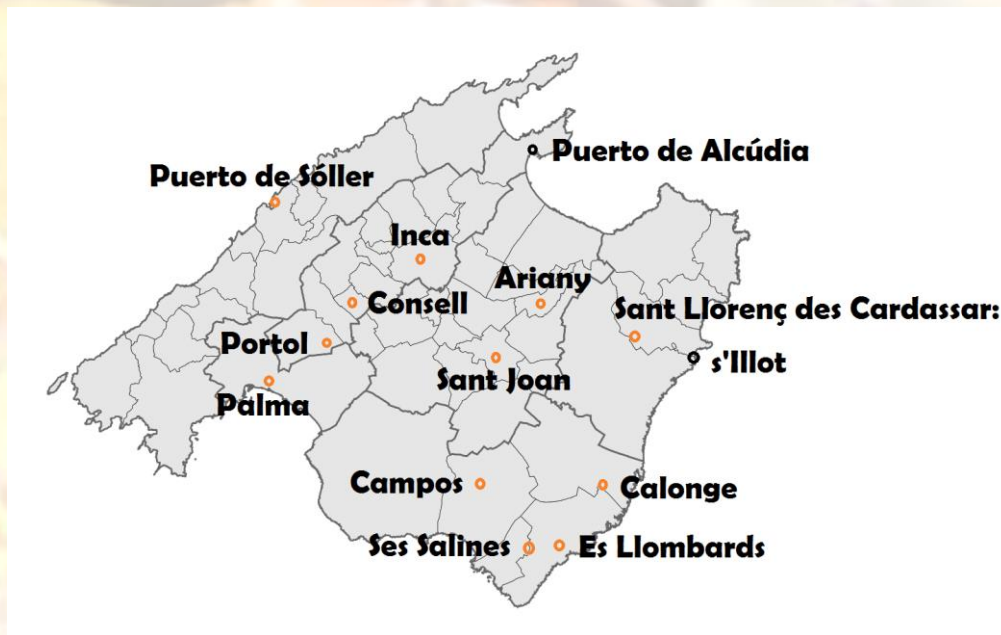 Puerto de Alcúdia
Puerto de Sóller
Inca
Ariany
Consell
Sant Llorenç des Cardassar:
Portol
s'Illot
Sant Joan
Palma
Campos
Calonge
Ses Salines
Es Llombards